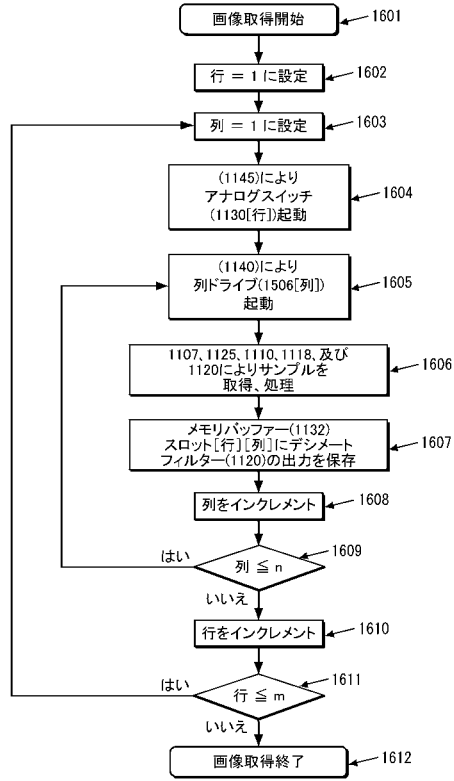 画像取得開始
1601
行 = 1 に設定
1602
列 = 1 に設定
1603
(1145)により
アナログスイッチ
(1130[行])起動
1604
(1140)により
列ドライブ(1506[列])
起動
1605
1107、1125、1110、1118、及び
1120によりサンプルを
取得、処理
1606
メモリバッファー(1132)
スロット[行][列]にデシメート
フィルター(1120)の出力を保存
1607
列をインクレメント
1608
1609
はい
列 ≦ n
いいえ
行をインクレメント
1610
1611
はい
行 ≦ m
いいえ
画像取得終了
1612